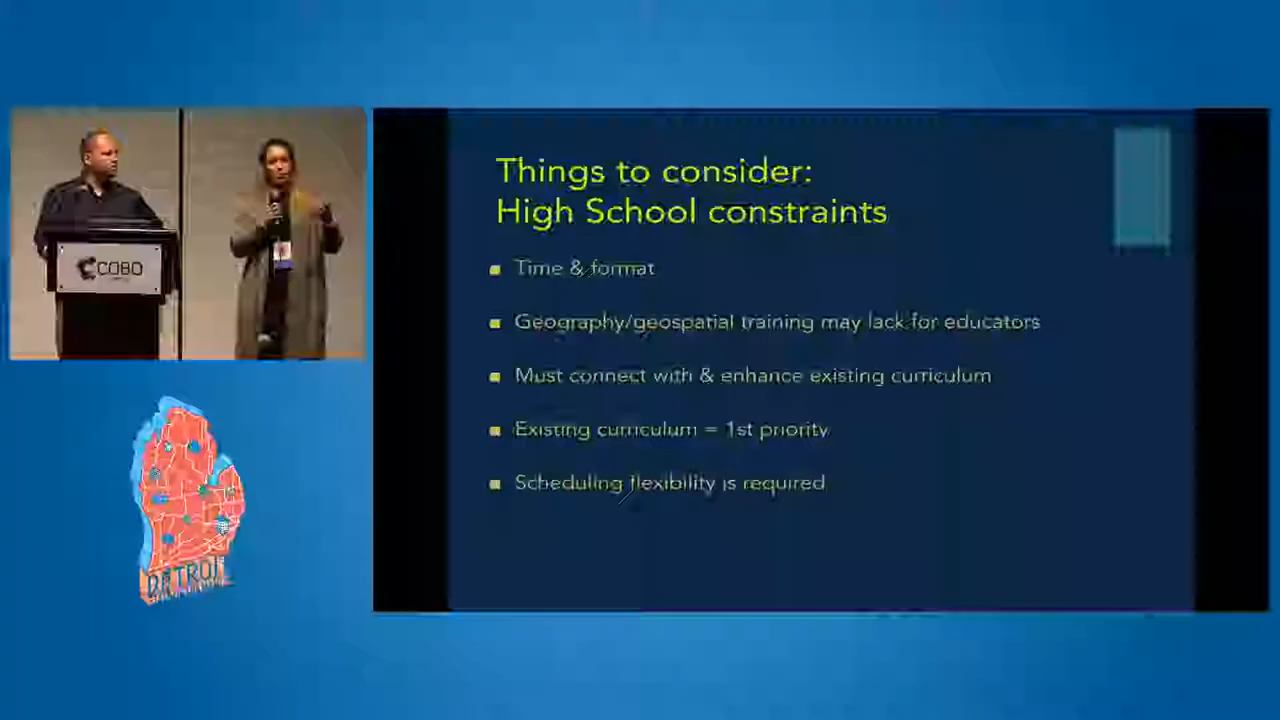 COBO
Things to consider:
High School constraints
Time & format
Geography/geospatial training may lack for educators
Must connect with & enhance existing curriculum
Existing curriculum = 1st priority
Scheduling flexibility is required
DETROIT